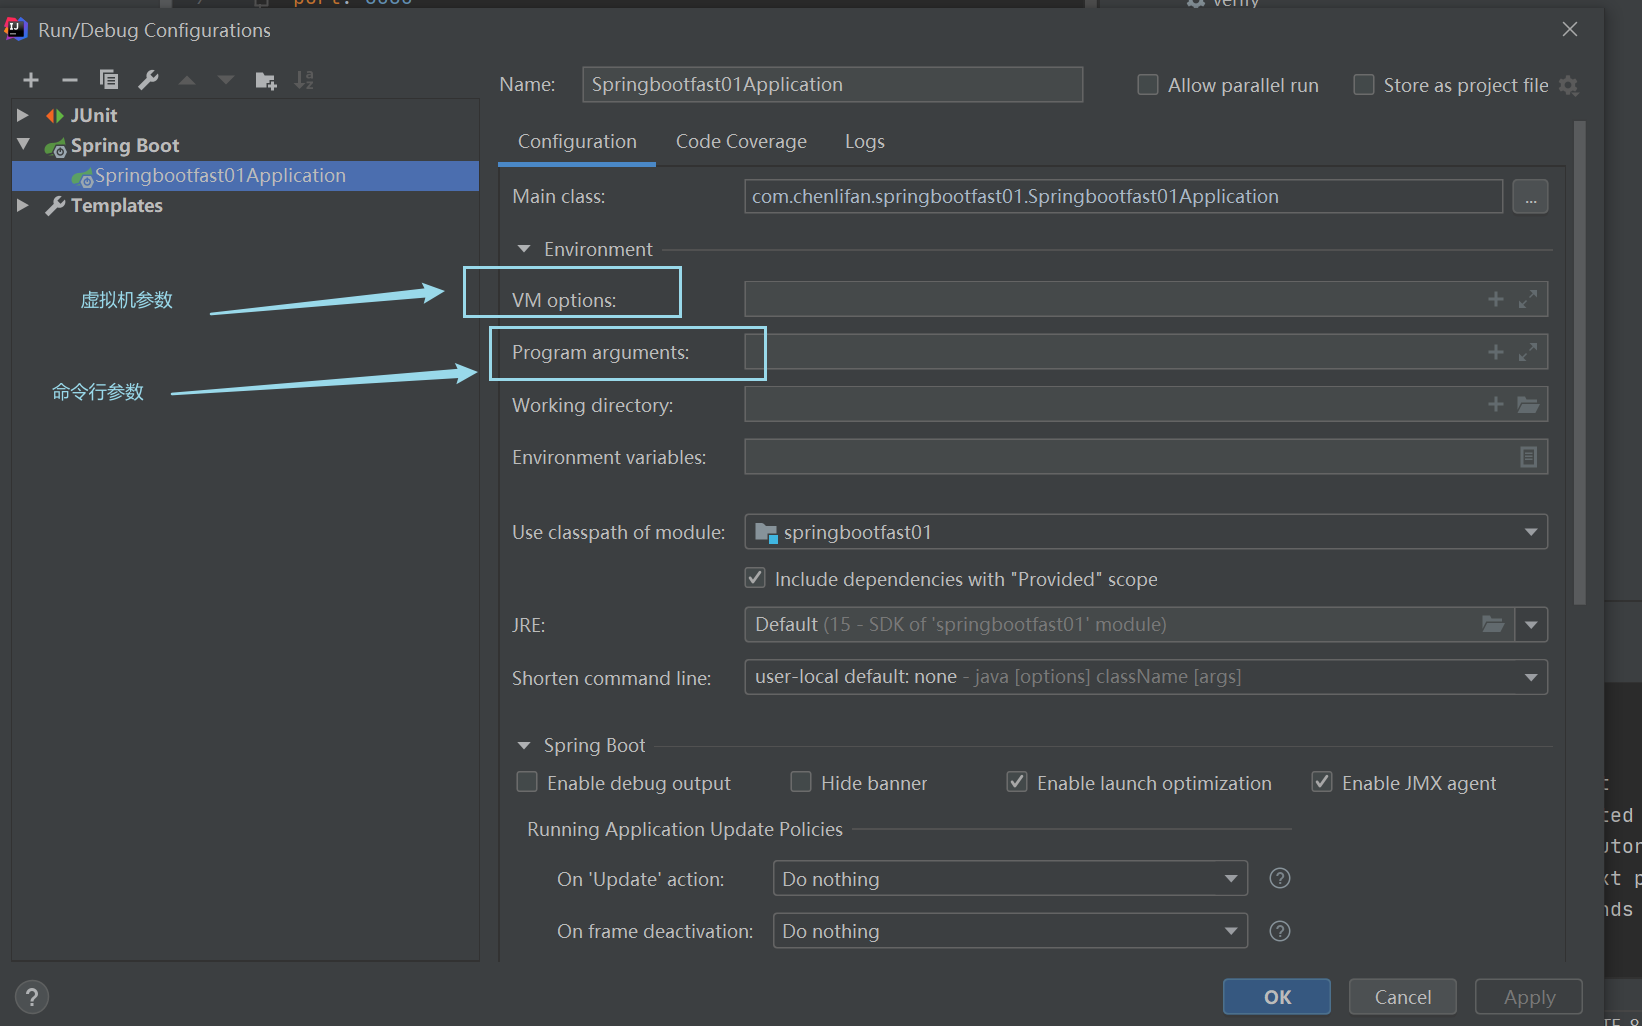 port:
verify
Run/Debug Configurations
Name: Springbootfast01Application Allow parallel run Store as project file
JUnit
Spring Boot
Springbootfast01Application
Templates
虚拟机参数
命令行参数
Configuration Code Coverage Logs
Main class: com.chenlifan.springbootfast01.Springbootfast01Application ...
Environment
VM options:
Program arguments:
Working directory:
Environment variables:
Use classpath of module: springbootfast01
Include dependencies with "Provided" scope
JRE: Default (15 - SDK of 'springbootfast01' module)
Shorten command line: user-local default: none - java [options] className [args]
Spring Boot
Enable debug output Hide banner Enable launch optimization Enable JMX agent
Running Application Update Policies
On 'Update' action: Do nothing ?
On frame deactivation: Do nothing ?
? OK Cancel Apply